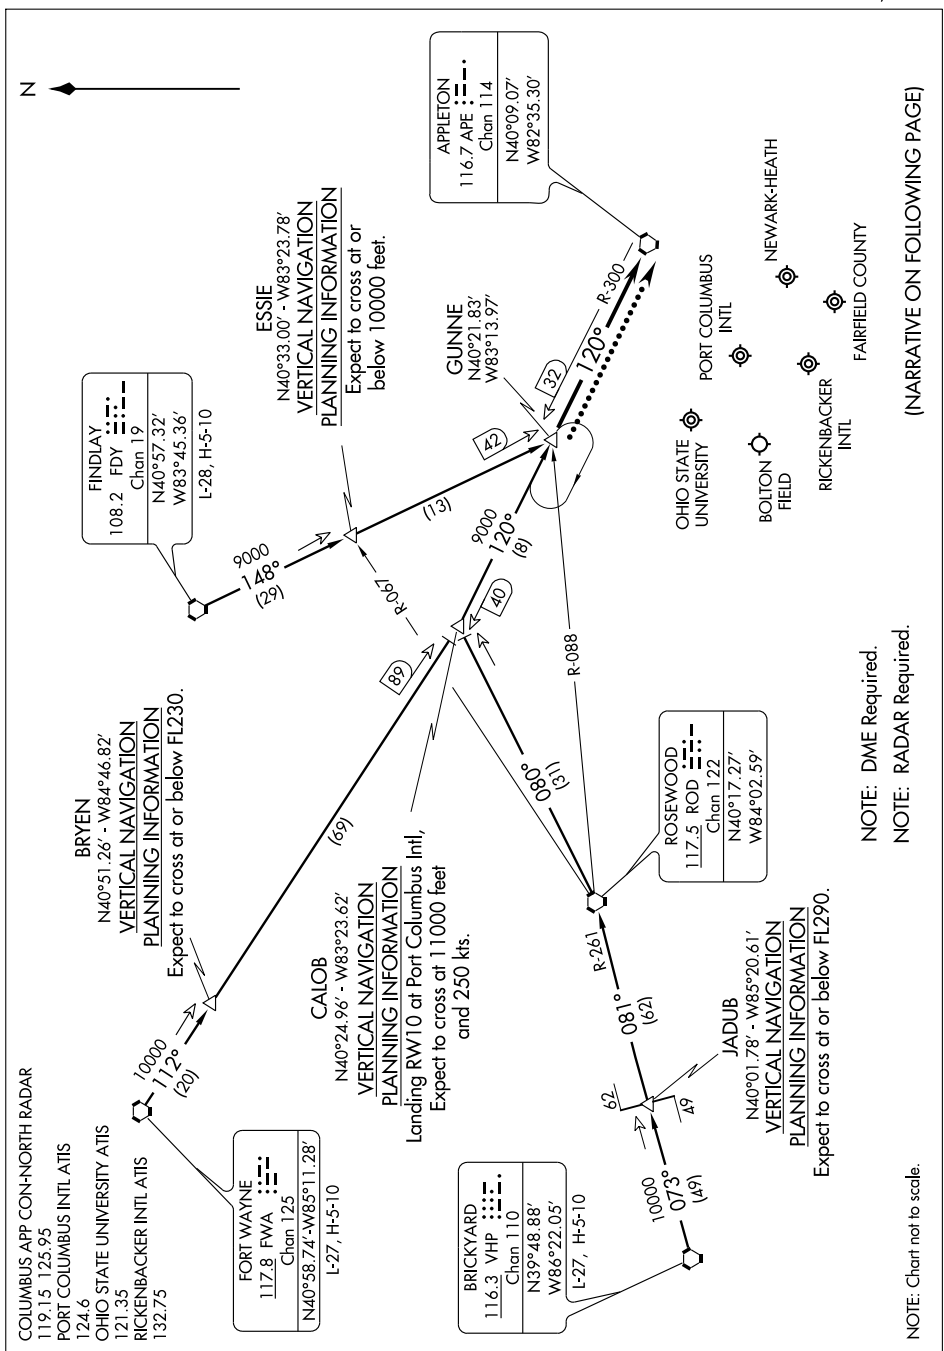 COLUMBUS APP CON-NORTH RADAR
119.15 125.95
PORT COLUMBUS INTL ATIS
124.6
OHIO STATE UNIVERSITY ATIS
121.35
RICKENBACKER INTL ATIS
132.75
N
FORT WAYNE
117.8 FWA
Chan 125
N40°58.74'-W85°11.28'
L-27, H-5-10
10000
112°
(20)
BRYEN
N40°51.26' - W84°46.82'
VERTICAL NAVIGATION
PLANNING INFORMATION
Expect to cross at or below FL230.
(69)
89
FINDLAY
108.2 FDY
Chan 19
N40°57.32'
W83°45.36'
L-28, H-5-10
9000
148°
(29)
ESSIE
N40°33.00' - W83°23.78'
VERTICAL NAVIGATION
PLANNING INFORMATION
Expect to cross at or
below 10000 feet.
R-067
(13)
42
CALOB
N40°24.96' - W83°23.62'
VERTICAL NAVIGATION
PLANNING INFORMATION
Landing RW10 at Port Columbus Intl,
Expect to cross at 11000 feet
and 250 kts.
40
9000
120°
(8)
GUNNE
N40°21.83'
W83°13.97'
32
120°
R-300
APPLETON
116.7 APE
Chan 114
N40°09.07'
W82°35.30'
BRICKYARD
116.3 VHP
Chan 110
N39°48.88'
W86°22.05'
L-27, H-5-10
10000
073°
(49)
62
49
JADUB
N40°01.78' - W85°20.61'
VERTICAL NAVIGATION
PLANNING INFORMATION
Expect to cross at or below FL290.
081°
(62)
R-261
ROSEWOOD
117.5 ROD
Chan 122
N40°17.27'
W84°02.59'
080°
(31)
R-088
OHIO STATE
UNIVERSITY
PORT COLUMBUS
INTL
NEWARK-HEATH
BOLTON
FIELD
RICKENBACKER
INTL
FAIRFIELD COUNTY
NOTE: DME Required.
NOTE: RADAR Required.
NOTE: Chart not to scale.
(NARRATIVE ON FOLLOWING PAGE)